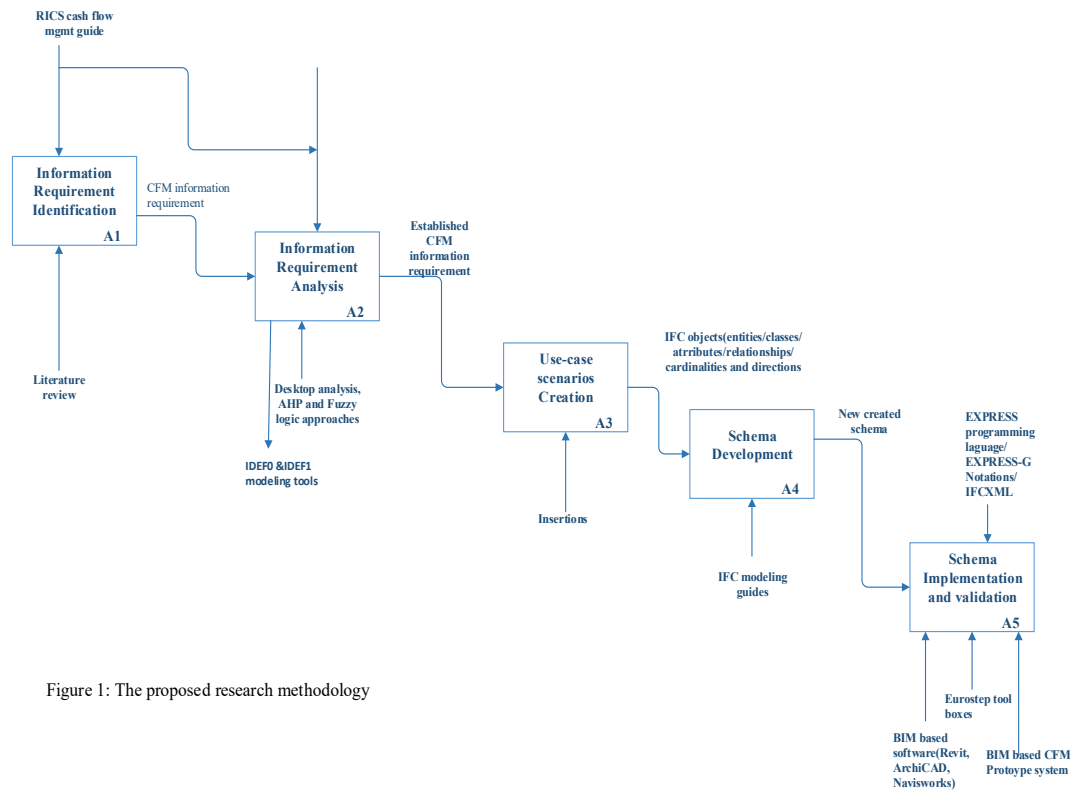 RICS cash flow
mgmt guide
Information
Requirement
Identification
A1
CFM information
requirement
Literature
review
Information
Requirement
Analysis
A2
Established
CFM
information
requirement
Desktop analysis,
AHP and Fuzzy
logic approaches
IDEF0 &IDEF1
modeling tools
Use-case
scenarios
Creation
A3
Insertions
IFC objects(entities/classes/
atrributes/relationships/
cardinalities and directions
Schema
Development
A4
IFC modeling
guides
New created
schema
EXPRESS
programming
laguage/
EXPRESS-G
Notations/
IFCXML
Schema
Implementation
and validation
A5
Eurostep tool
boxes
BIM based
software(Revit,
ArchiCAD,
Navisworks)
BIM based CFM
Protoype system
Figure 1: The proposed research methodology